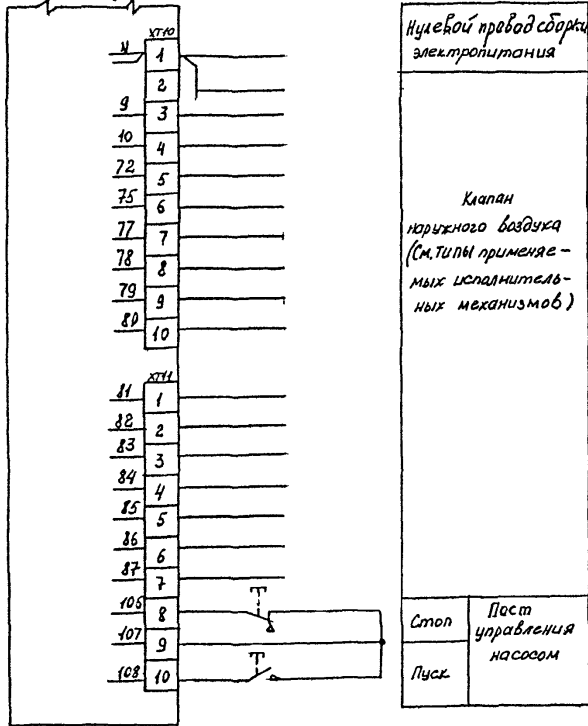 Нулевой провод сборки
электропитания
XT10
N 1
2
9 3
10 4
72 5
75 6
77 7
78 8
79 9
80 10
Клапан
наружного воздуха
(См. типы применяе-
мых исполнитель-
ных механизмов)
XT11
81 1
82 2
83 3
84 4
85 5
86 6
87 7
106 8
107 9
108 10
Стоп
Пуск
Пост
управления
насосом